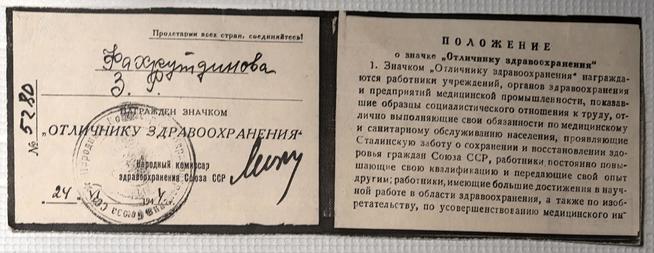 Пролетарии всех стран, соединяйтесь!
Фахрутдинова
З. Ф.
№ 5280
НАГРАЖДЕН ЗНАЧКОМ
„ОТЛИЧНИКУ ЗДРАВООХРАНЕНИЯ“
Народный комиссар
здравоохранения Союза ССР
24 194
ПОЛОЖЕНИЕ
о значке „Отличнику здравоохранения“
1. Значком „Отличнику здравоохранения“ награжда-
ются работники учреждений, органов здравоохранения
и предприятий медицинской промышленности, показав-
шие образцы социалистического отношения к труду, от-
лично выполняющие свои обязанности по медицинскому
и санитарному обслуживанию населения, проявляющие
Сталинскую заботу о сохранении и восстановлении здо-
ровья граждан Союза ССР, работники постоянно повы-
шающие свою квалификацию и передающие свой опыт
другим; работники, имеющие большие достижения в науч-
ной работе в области здравоохранения, а также по изоб-
ретательству, по усовершенствованию медицинского ин-